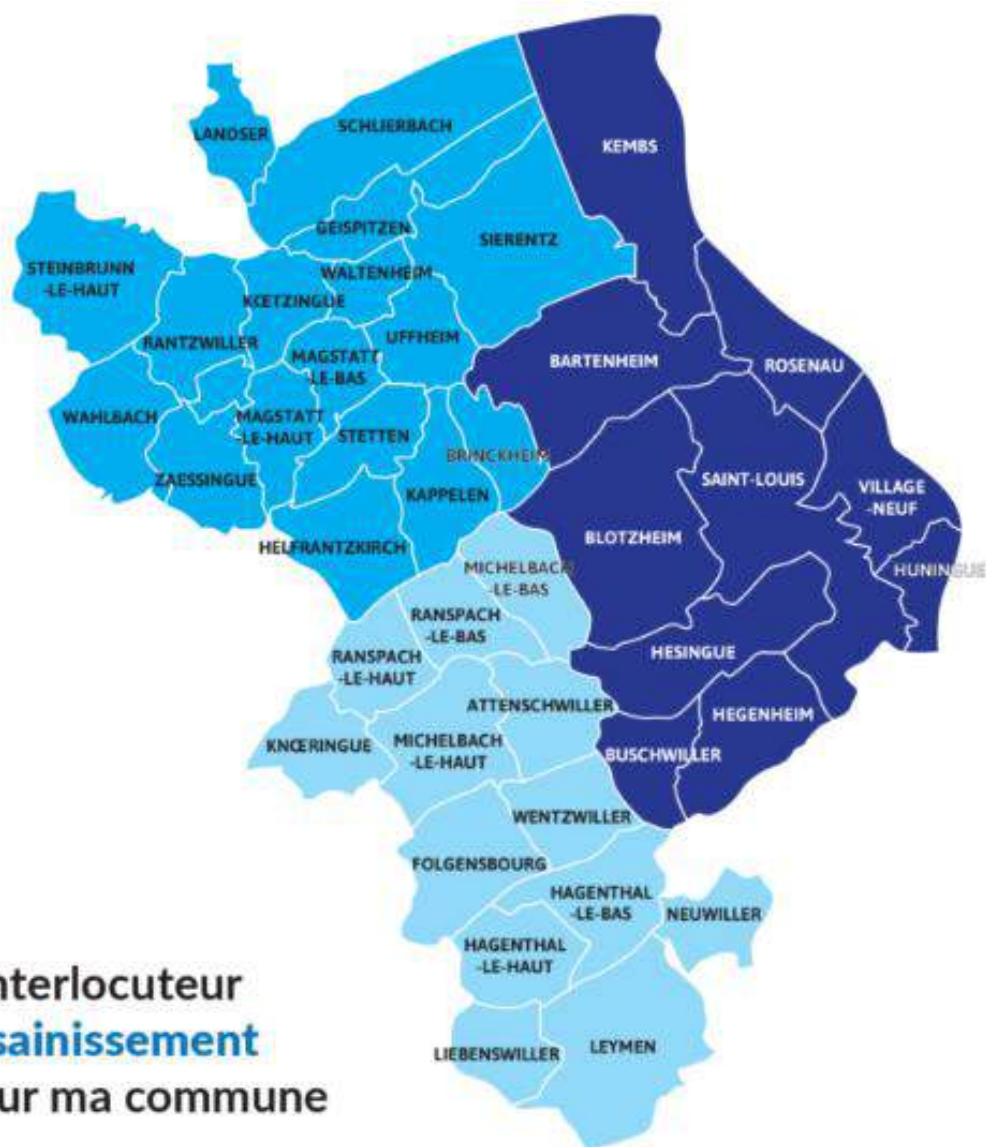 KEMBS
SCHLIERBACH
LANDSER
GEISPITZEN
SIERENTZ
STEINBRUNN
-LE-HAUT
WALTENHEIM
KŒTZINGUE
RANTZWILLER
UFFHEIM
MAGSTATT
-LE-BAS
BARTENHEIM
ROSENAU
WAHLBACH
MAGSTATT
-LE-HAUT
STETTEN
BRINCKHEIM
ZAESSINGUE
KAPPELEN
SAINT-LOUIS
VILLAGE
-NEUF
BLOTZHEIM
HELFRANTZKIRCH
MICHELBACH
-LE-BAS
HUNINGUE
RANSPACH
-LE-BAS
RANSPACH
-LE-HAUT
HESINGUE
ATTENSCHWILLER
HEGENHEIM
KNŒRINGUE
MICHELBACH
-LE-HAUT
BUSCHWILLER
WENTZWILLER
FOLGENSBOURG
HAGENTHAL
-LE-BAS
NEUWILLER
HAGENTHAL
-LE-HAUT
LIEBENSWILLER
LEYMEN
nterlocuteur
sainissement
ur ma commune